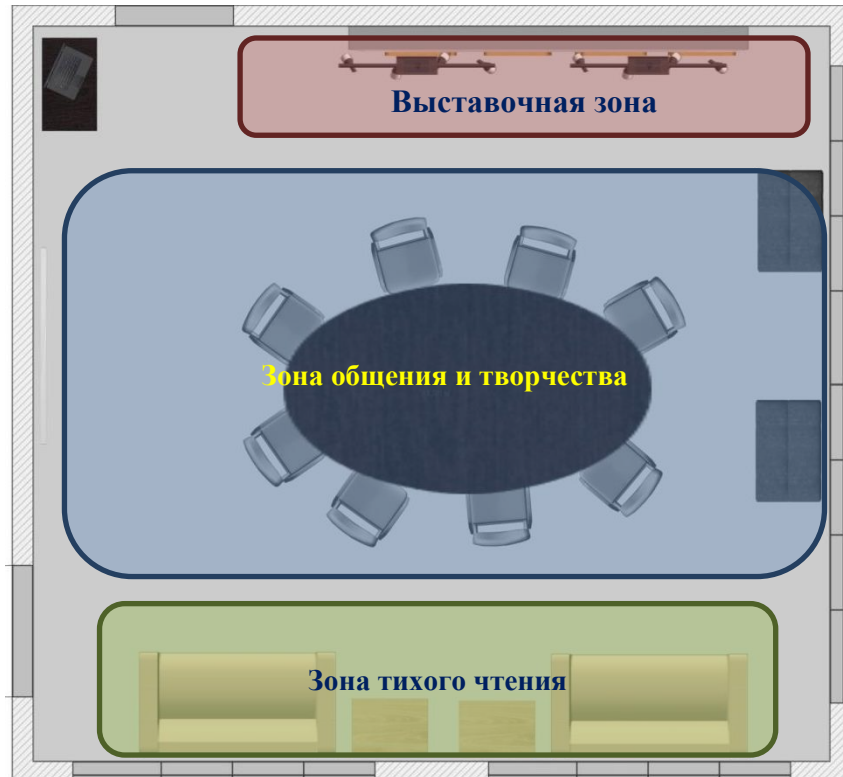 Выставочная зона
Зона общения и творчества
Зона тихого чтения